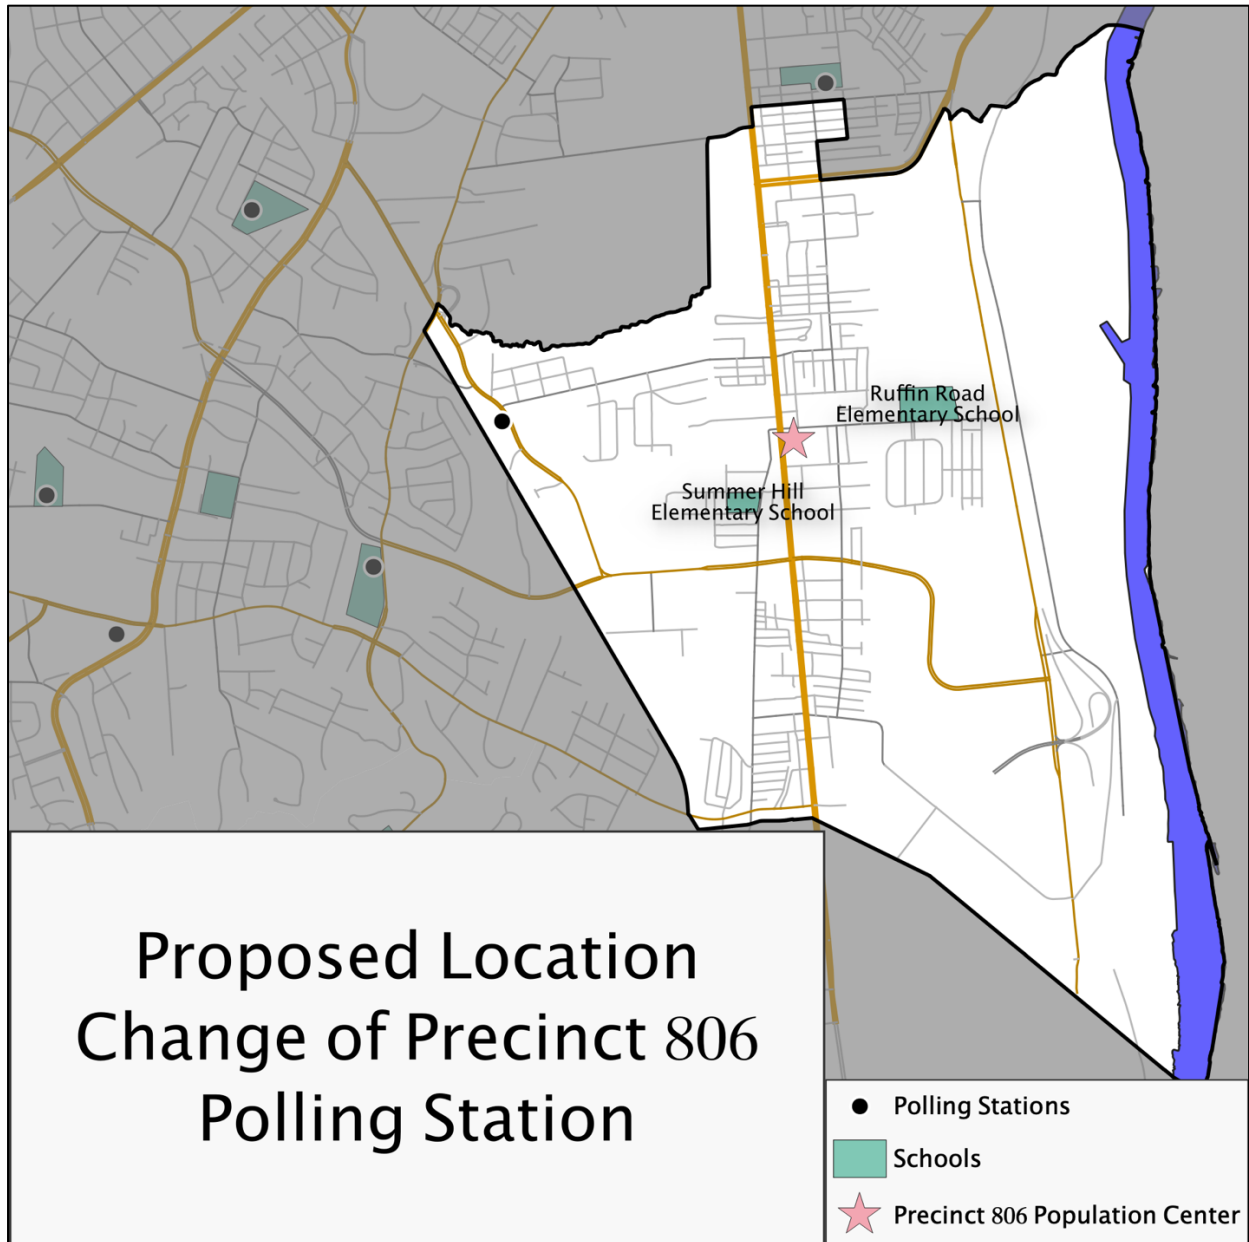 Ruffin Road
Elementary School
Summer Hill
Elementary School
Proposed Location
Change of Precinct 806
Polling Station
Polling Stations
Schools
Precinct 806 Population Center